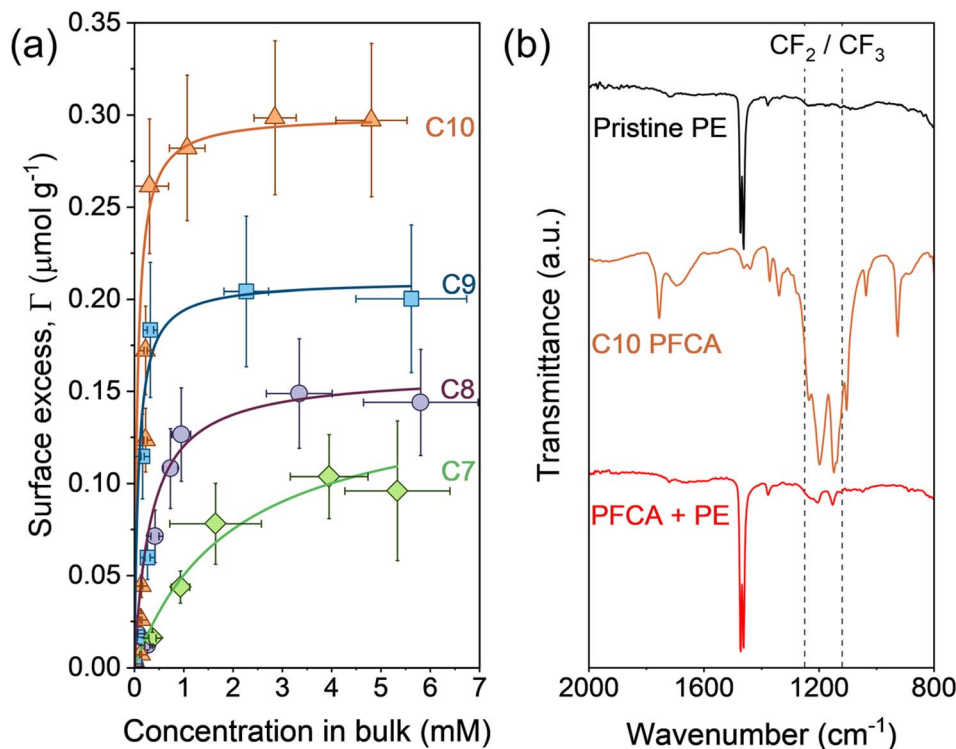 (a)
0.35
0.30
0.25
0.20
0.15
0.10
0.05
0.00
Surface excess, Γ (μmol g⁻¹)
C10
C9
C8
C7
0 1 2 3 4 5 6 7
Concentration in bulk (mM)
(b)
CF₂ / CF₃
Pristine PE
C10 PFCA
PFCA + PE
Transmittance (a.u.)
2000 1600 1200 800
Wavenumber (cm⁻¹)